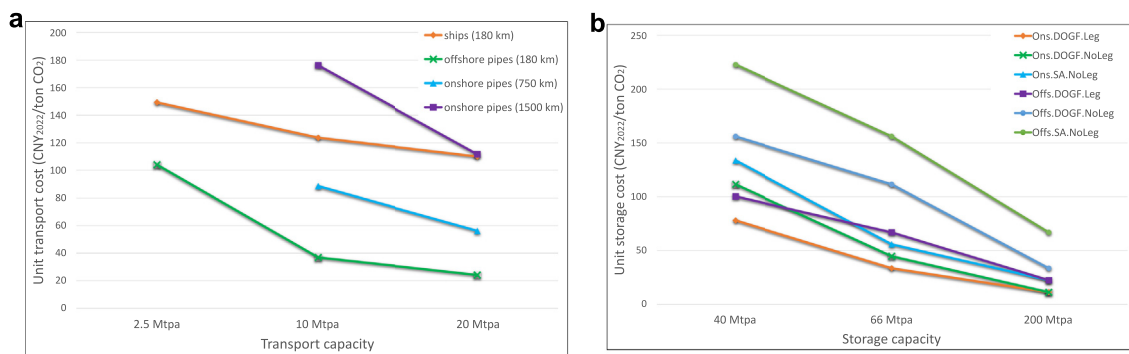 a
Unit transport cost (CNY2022/ton CO2)
200
180
160
140
120
100
80
60
40
20
0
ships (180 km)
offshore pipes (180 km)
onshore pipes (750 km)
onshore pipes (1500 km)
2.5 Mtpa
10 Mtpa
20 Mtpa
Transport capacity
b
Unit storage cost (CNY2022/ton CO2)
250
200
150
100
50
0
Ons.DOGF.Leg
Ons.DOGF.NoLeg
Ons.SA.NoLeg
Offs.DOGF.Leg
Offs.DOGF.NoLeg
Offs.SA.NoLeg
40 Mtpa
66 Mtpa
200 Mtpa
Storage capacity